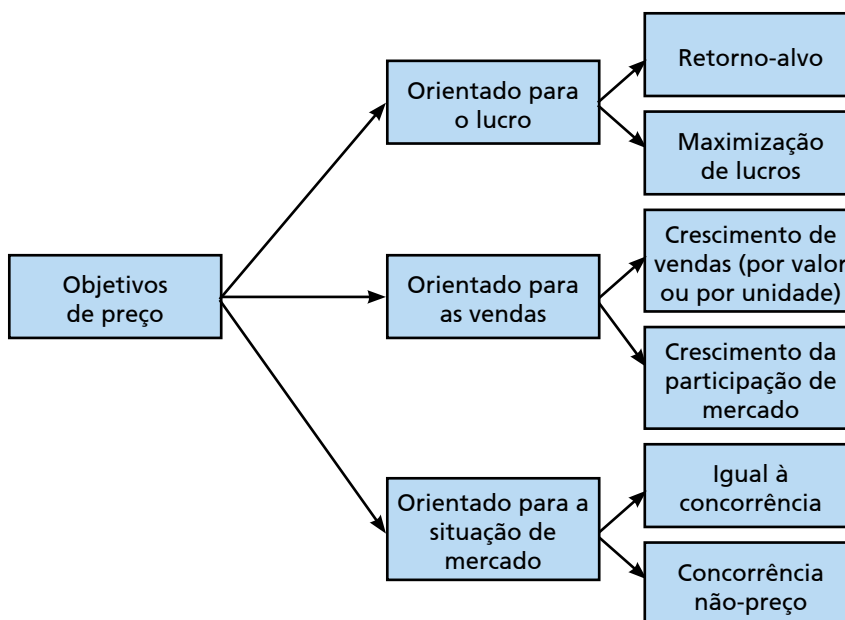 Objetivos
de preço
Orientado para
o lucro
Retorno-alvo
Maximização
de lucros
Orientado para
as vendas
Crescimento de
vendas (por valor
ou por unidade)
Crescimento da
participação de
mercado
Orientado para a
situação de
mercado
Igual à
concorrência
Concorrência
não-preço